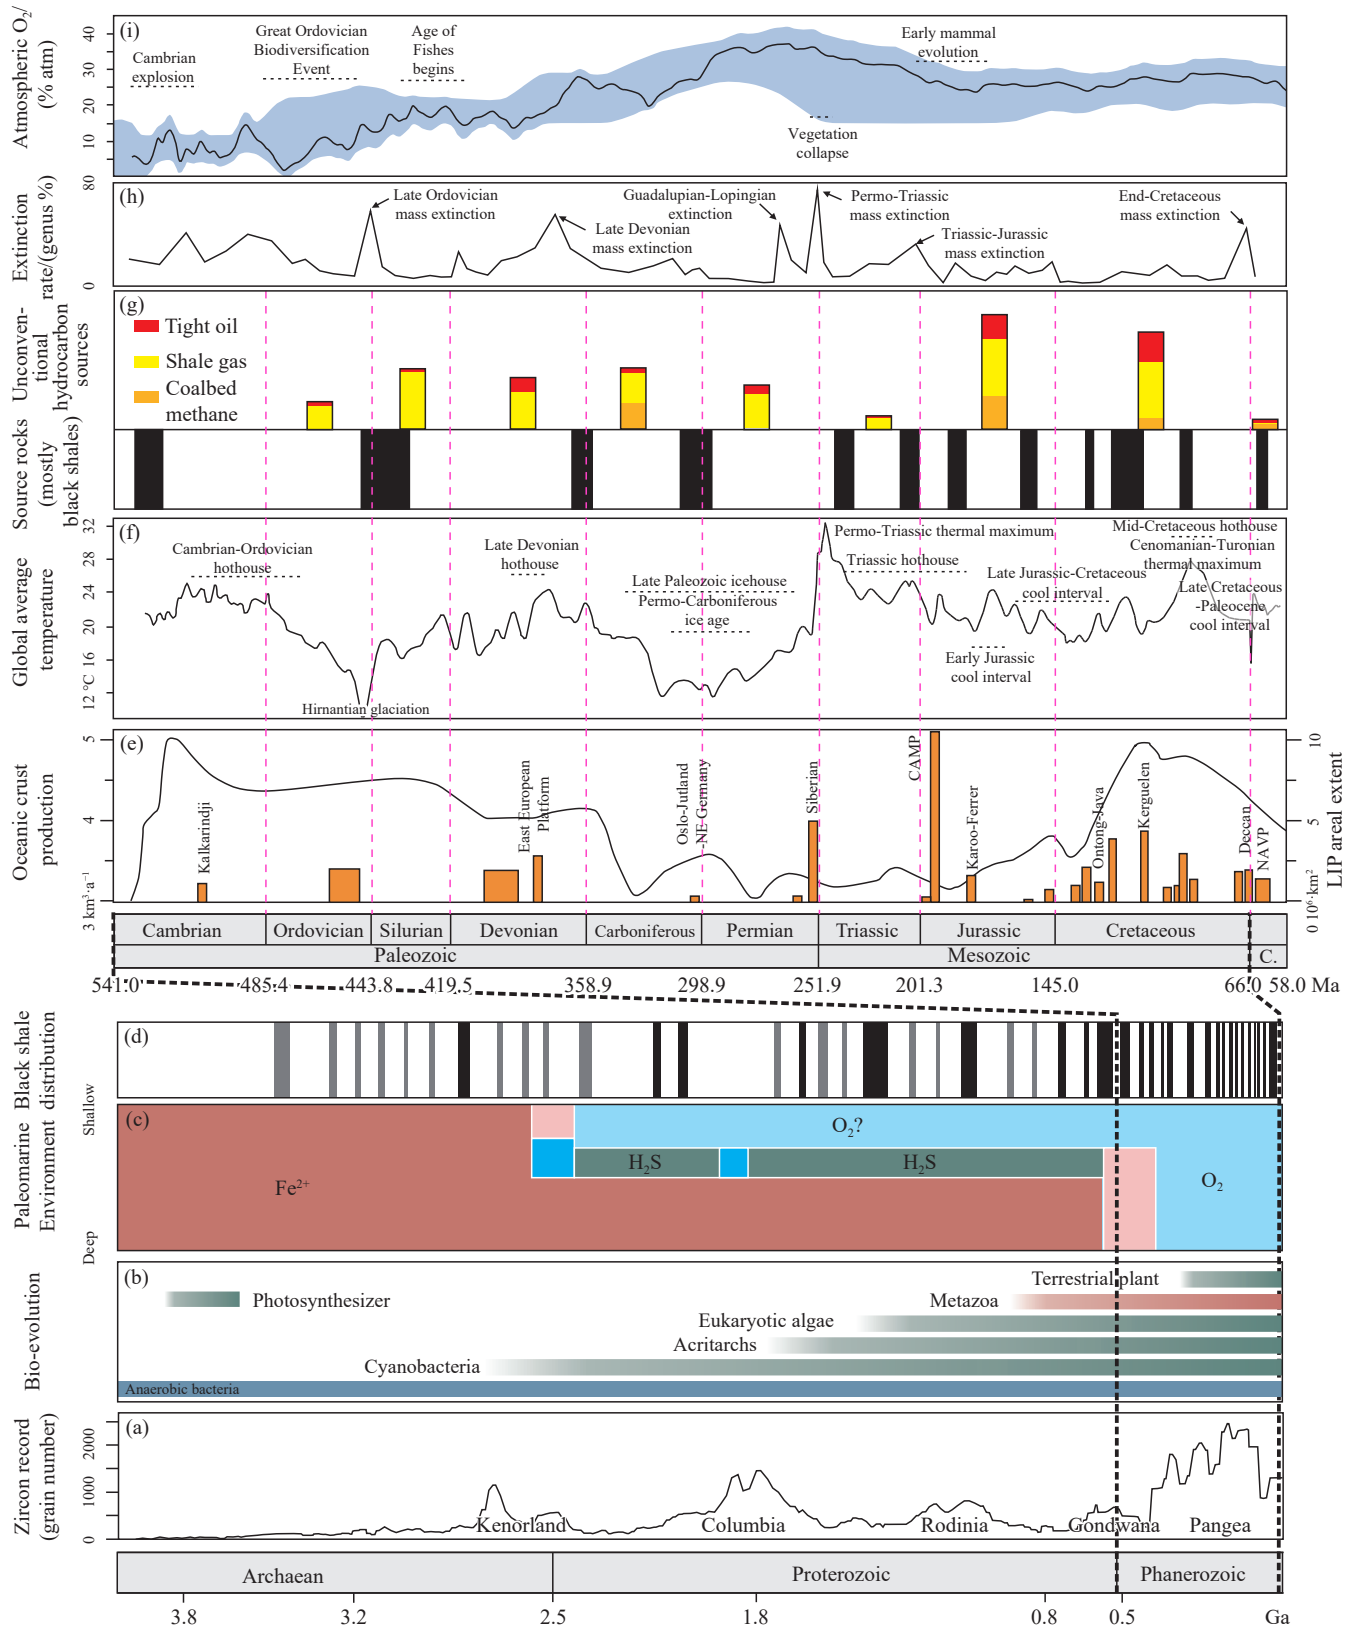 Atmospheric O2/
(% atm)
40
30
20
10
(i)
Cambrian
explosion
Great Ordovician
Biodiversification
Event
Age of
Fishes
begins
Early mammal
evolution
Vegetation
collapse
Extinction
rate/(genus %)
80
0
(h)
Late Ordovician
mass extinction
Late Devonian
mass extinction
Guadalupian-Lopingian
extinction
Permo-Triassic
mass extinction
Triassic-Jurassic
mass extinction
End-Cretaceous
mass extinction
Unconven-
tional
hydrocarbon
sources
(g)
Tight oil
Shale gas
Coalbed
methane
Source rocks
(mostly
black shales)
Global average
temperature
32
28
24
20
16
12 °C
(f)
Cambrian-Ordovician
hothouse
Hirnantian glaciation
Late Devonian
hothouse
Late Paleozoic icehouse
Permo-Carboniferous
ice age
Permo-Triassic thermal maximum
Triassic hothouse
Late Jurassic-Cretaceous
cool interval
Early Jurassic
cool interval
Mid-Cretaceous hothouse
Cenomanian-Turonian
thermal maximum
Late Cretaceous
-Paleocene
cool interval
Oceanic crust
production
5
4
3 km³·a⁻¹
(e)
Kalkarindji
East European
Platform
Oslo-Jutland
-NE Germany
Siberian
CAMP
Karoo-Ferrer
Ontong-Java
Kerguelen
Deccan
NAVP
10
5
0 10⁶·km²
LIP areal extent
Cambrian
Ordovician
Silurian
Devonian
Carboniferous
Permian
Triassic
Jurassic
Cretaceous
Paleozoic
Mesozoic
C.
541.0
485.4
443.8
419.5
358.9
298.9
251.9
201.3
145.0
66.0
58.0 Ma
Black shale
distribution
(d)
Paleomarine
Environment
Shallow
Deep
(c)
Fe²⁺
O₂?
H₂S
H₂S
O₂
Bio-evolution
(b)
Photosynthesizer
Terrestrial plant
Metazoa
Eukaryotic algae
Acritarchs
Cyanobacteria
Anaerobic bacteria
Zircon record
(grain number)
2000
1000
0
(a)
Kenorland
Columbia
Rodinia
Gondwana
Pangea
Archaean
Proterozoic
Phanerozoic
3.8
3.2
2.5
1.8
0.8
0.5
Ga